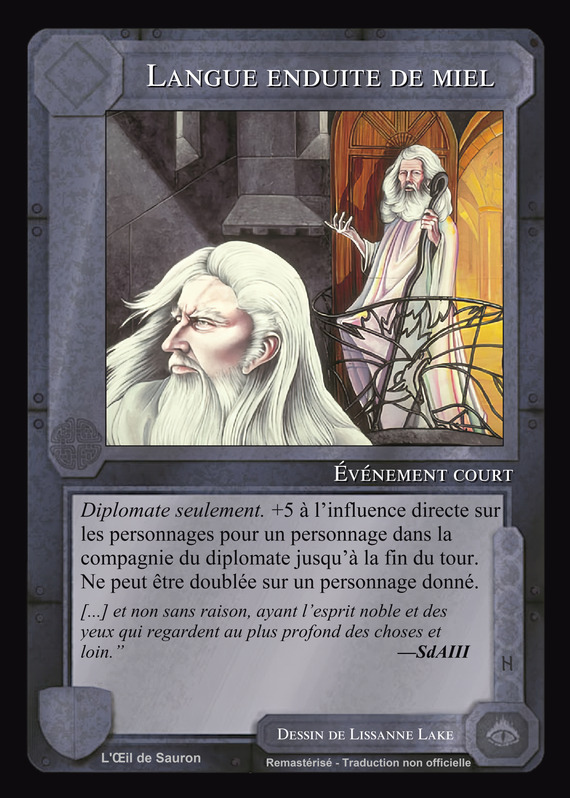 Langue enduite de miel
Événement court
Diplomate seulement. +5 à l’influence directe sur
les personnages pour un personnage dans la
compagnie du diplomate jusqu’à la fin du tour.
Ne peut être doublée sur un personnage donné.
[...] et non sans raison, ayant l’esprit noble et des
yeux qui regardent au plus profond des choses et
loin.” —SdAIII
Dessin de Lissanne Lake
L'Œil de Sauron
Remastérisé - Traduction non officielle